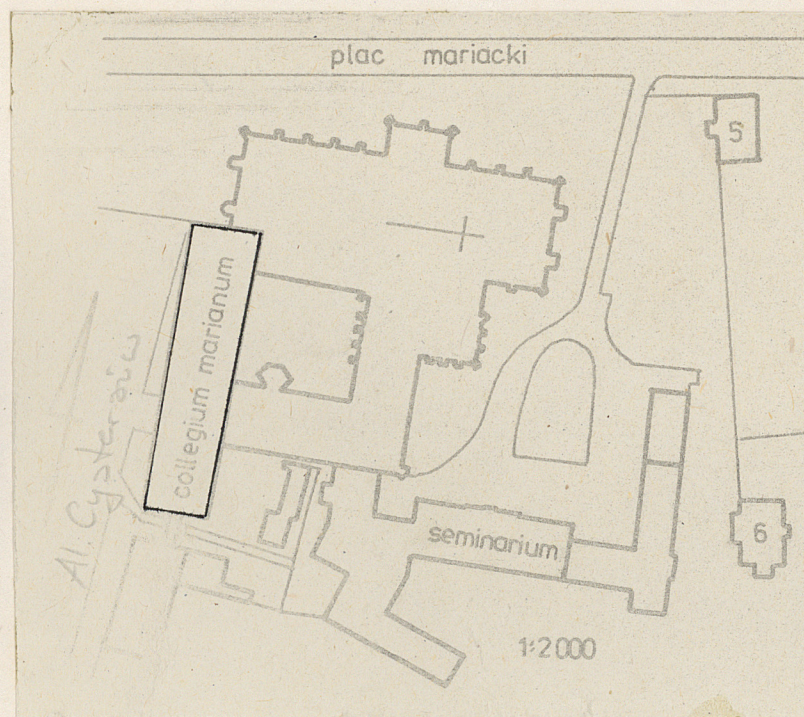 plac mariacki
5
collegium marianum
Al. Cystersów
seminarium
6
1:2000